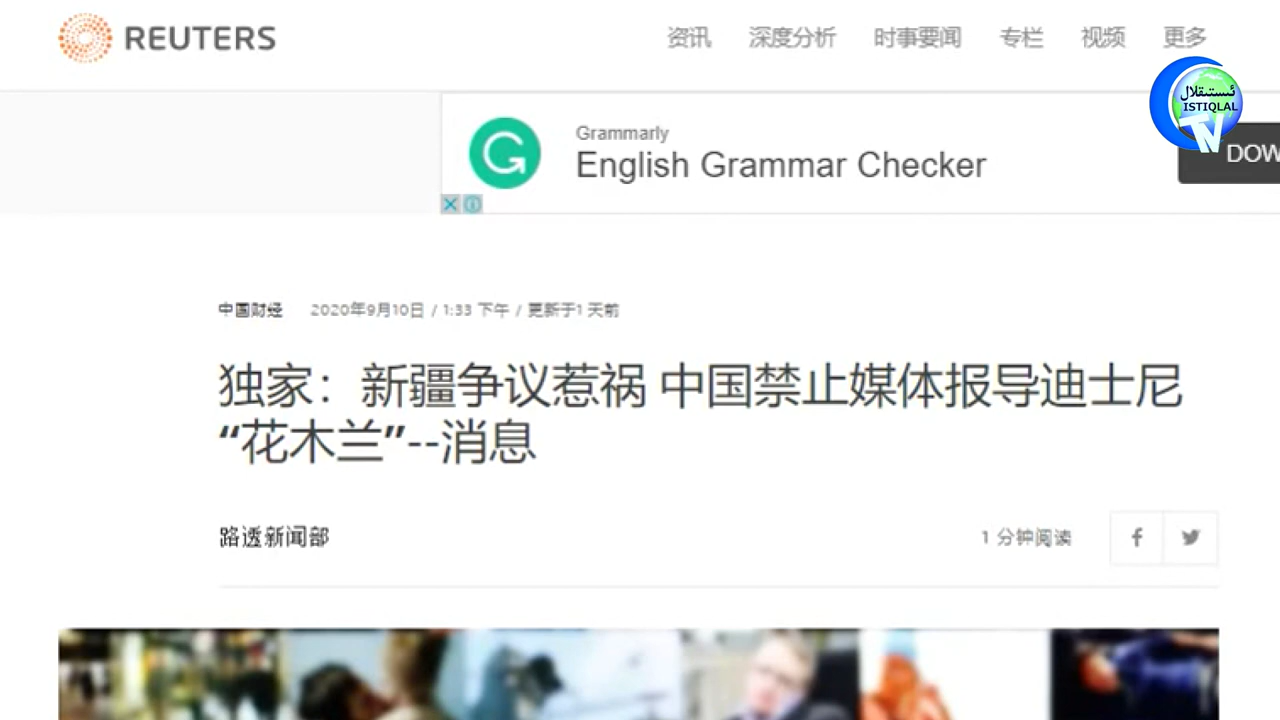 REUTERS
资讯 深度分析 时事要闻 专栏 视频 更多
ئىستىقلال
ISTIQLAL
TV
Grammarly
English Grammar Checker
DOW
中国财经 2020年9月10日 / 1:33 下午 / 更新于1 天前
独家：新疆争议惹祸 中国禁止媒体报导迪士尼
“花木兰”--消息
路透新闻部
1 分钟阅读